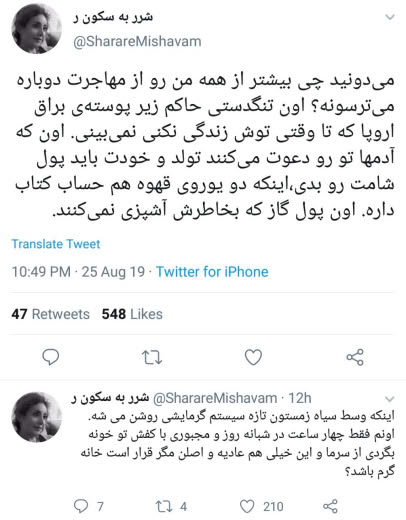 شرر به سکون ر
@SharareMishavam
می‌دونید چی بیشتر از همه من رو از مهاجرت دوباره
می‌ترسونه؟ اون تنگدستی حاکم زیر پوسته‌ی براق
اروپا که تا وقتی توش زندگی نکنی نمی‌بینی. اون که
آدمها تو رو دعوت می‌کنند تولد و خودت باید پول
شامت رو بدی،اینکه دو یوروی قهوه هم حساب کتاب
داره. اون پول گاز که بخاطرش آشپزی نمی‌کنند.
Translate Tweet
10:49 PM · 25 Aug 19 · Twitter for iPhone
47 Retweets 548 Likes
شرر به سکون ر @SharareMishavam · 12h
اینکه وسط سیاه زمستون تازه سیستم گرمایشی روشن می شه.
اونم فقط چهار ساعت در شبانه روز و مجبوری با کفش تو خونه
بگردی از سرما و این خیلی هم عادیه و اصلن مگر قرار است خانه
گرم باشد؟
7 4 210